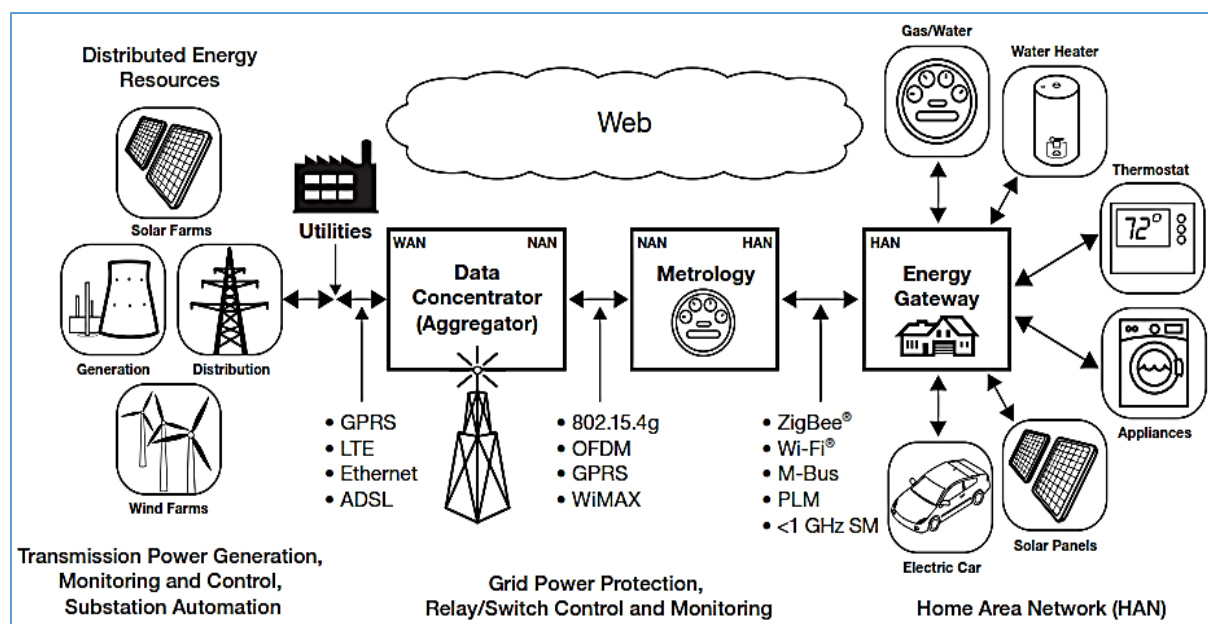 Distributed Energy
Resources
Solar Farms
Generation
Distribution
Wind Farms
Transmission Power Generation,
Monitoring and Control,
Substation Automation
Web
Utilities
WAN
NAN
Data
Concentrator
(Aggregator)
• GPRS
• LTE
• Ethernet
• ADSL
NAN
HAN
Metrology
• 802.15.4g
• OFDM
• GPRS
• WiMAX
• ZigBee®
• Wi-Fi®
• M-Bus
• PLM
• <1 GHz SM
Grid Power Protection,
Relay/Switch Control and Monitoring
HAN
Energy
Gateway
Gas/Water
Water Heater
Thermostat
72°
Appliances
Solar Panels
Electric Car
Home Area Network (HAN)